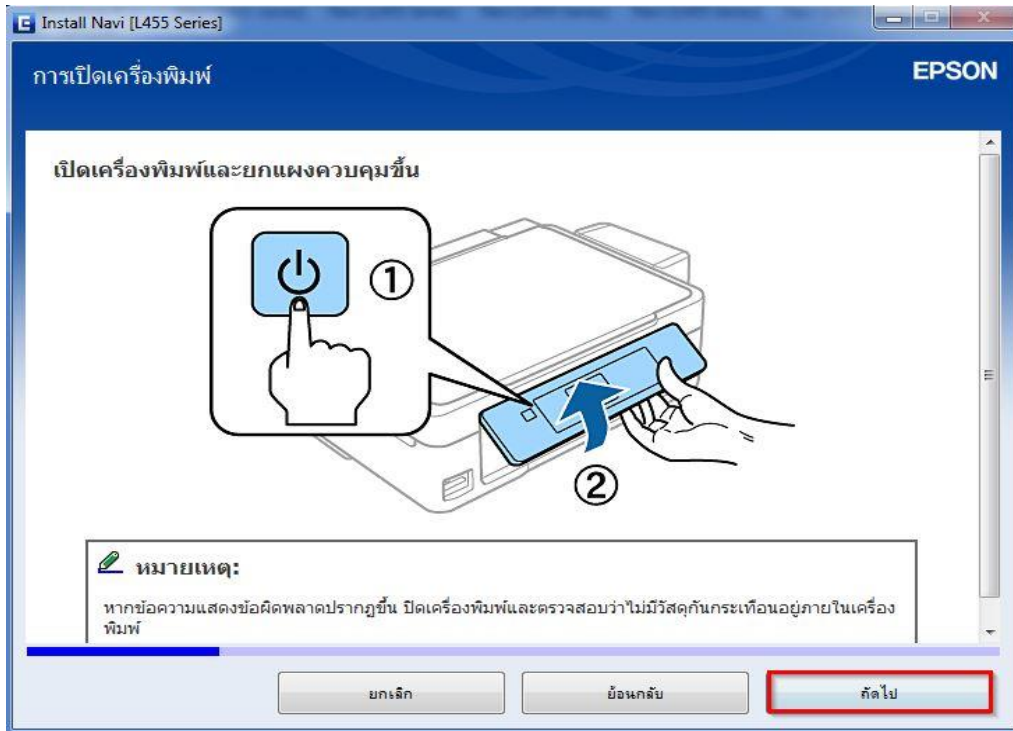 Install Navi [L455 Series]
การเปิดเครื่องพิมพ์
EPSON
เปิดเครื่องพิมพ์และยกแผงควบคุมขึ้น
①
②
หมายเหตุ:
หากข้อความแสดงข้อผิดพลาดปรากฏขึ้น ปิดเครื่องพิมพ์และตรวจสอบว่าไม่มีวัสดุกันกระเทือนอยู่ภายในเครื่อง
พิมพ์
ยกเลิก
ย้อนกลับ
ถัดไป